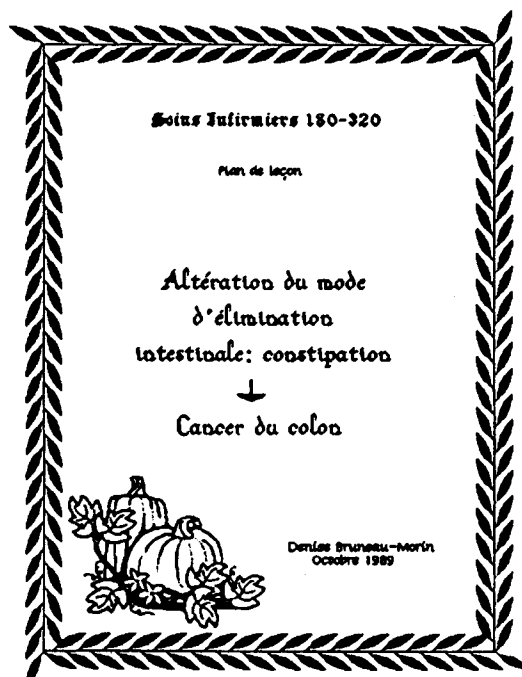 Soins Infirmiers 180-320
Plan de leçon
Altération du mode
d'élimination
intestinale: constipation
Cancer du colon
Denise Bruneau-Morin
Octobre 1989